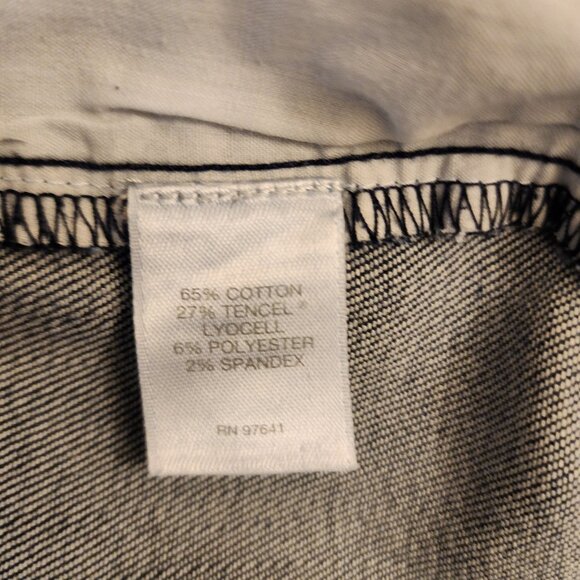 65% COTTON
27% TENCEL®
LYOCELL
6% POLYESTER
2% SPANDEX
RN 97641